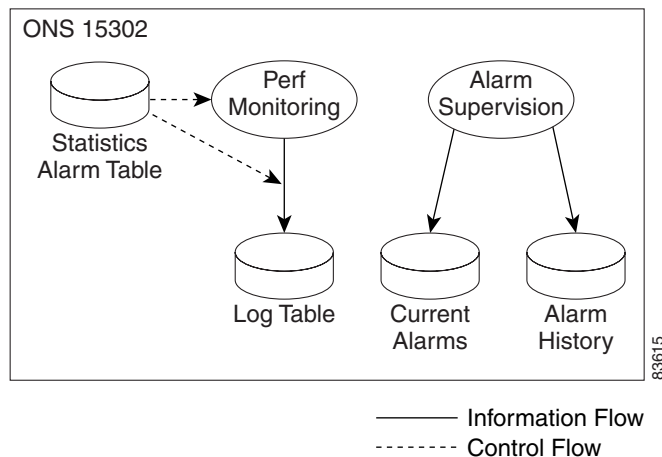 ONS 15302
Perf
Monitoring
Alarm
Supervision
Statistics
Alarm Table
Log Table
Current
Alarms
Alarm
History
83615
Information Flow
Control Flow